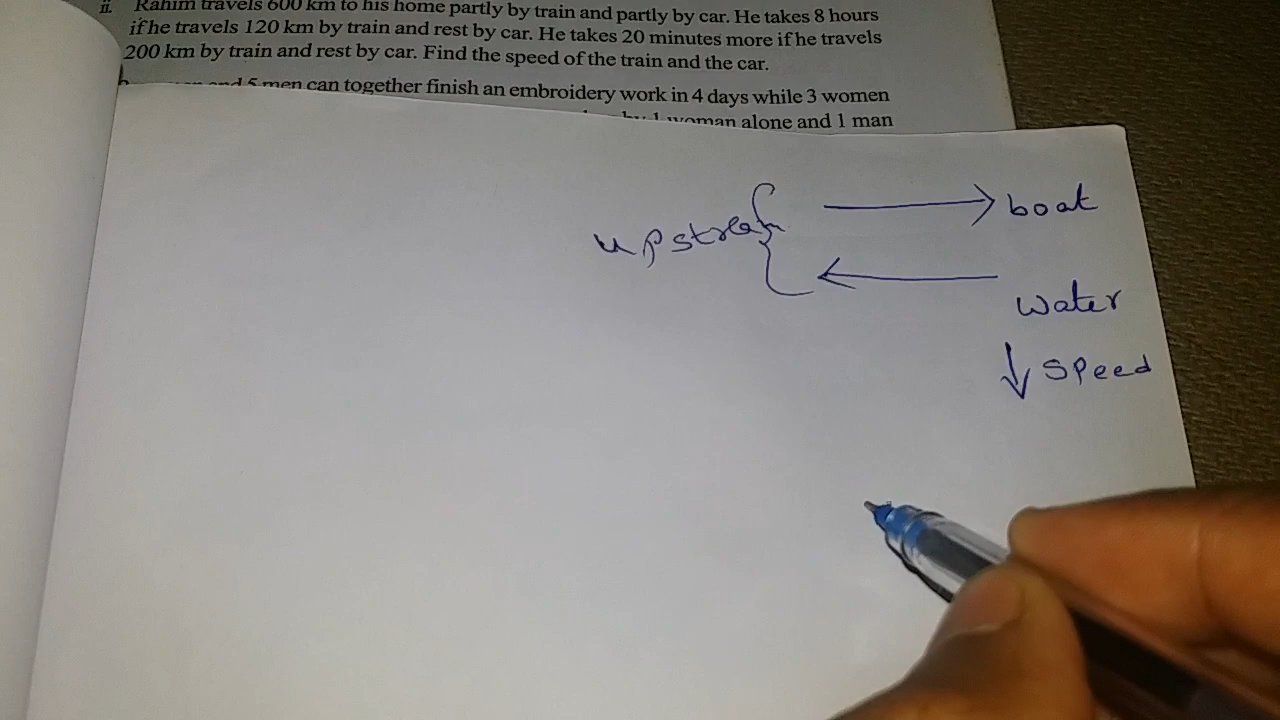 ii. Rahim travels 600 km to his home partly by train and partly by car. He takes 8 hours
if he travels 120 km by train and rest by car. He takes 20 minutes more if he travels
200 km by train and rest by car. Find the speed of the train and the car.
and 5 men can together finish an embroidery work in 4 days while 3 women
by 1 woman alone and 1 man
upstream
boat
water
↓ speed